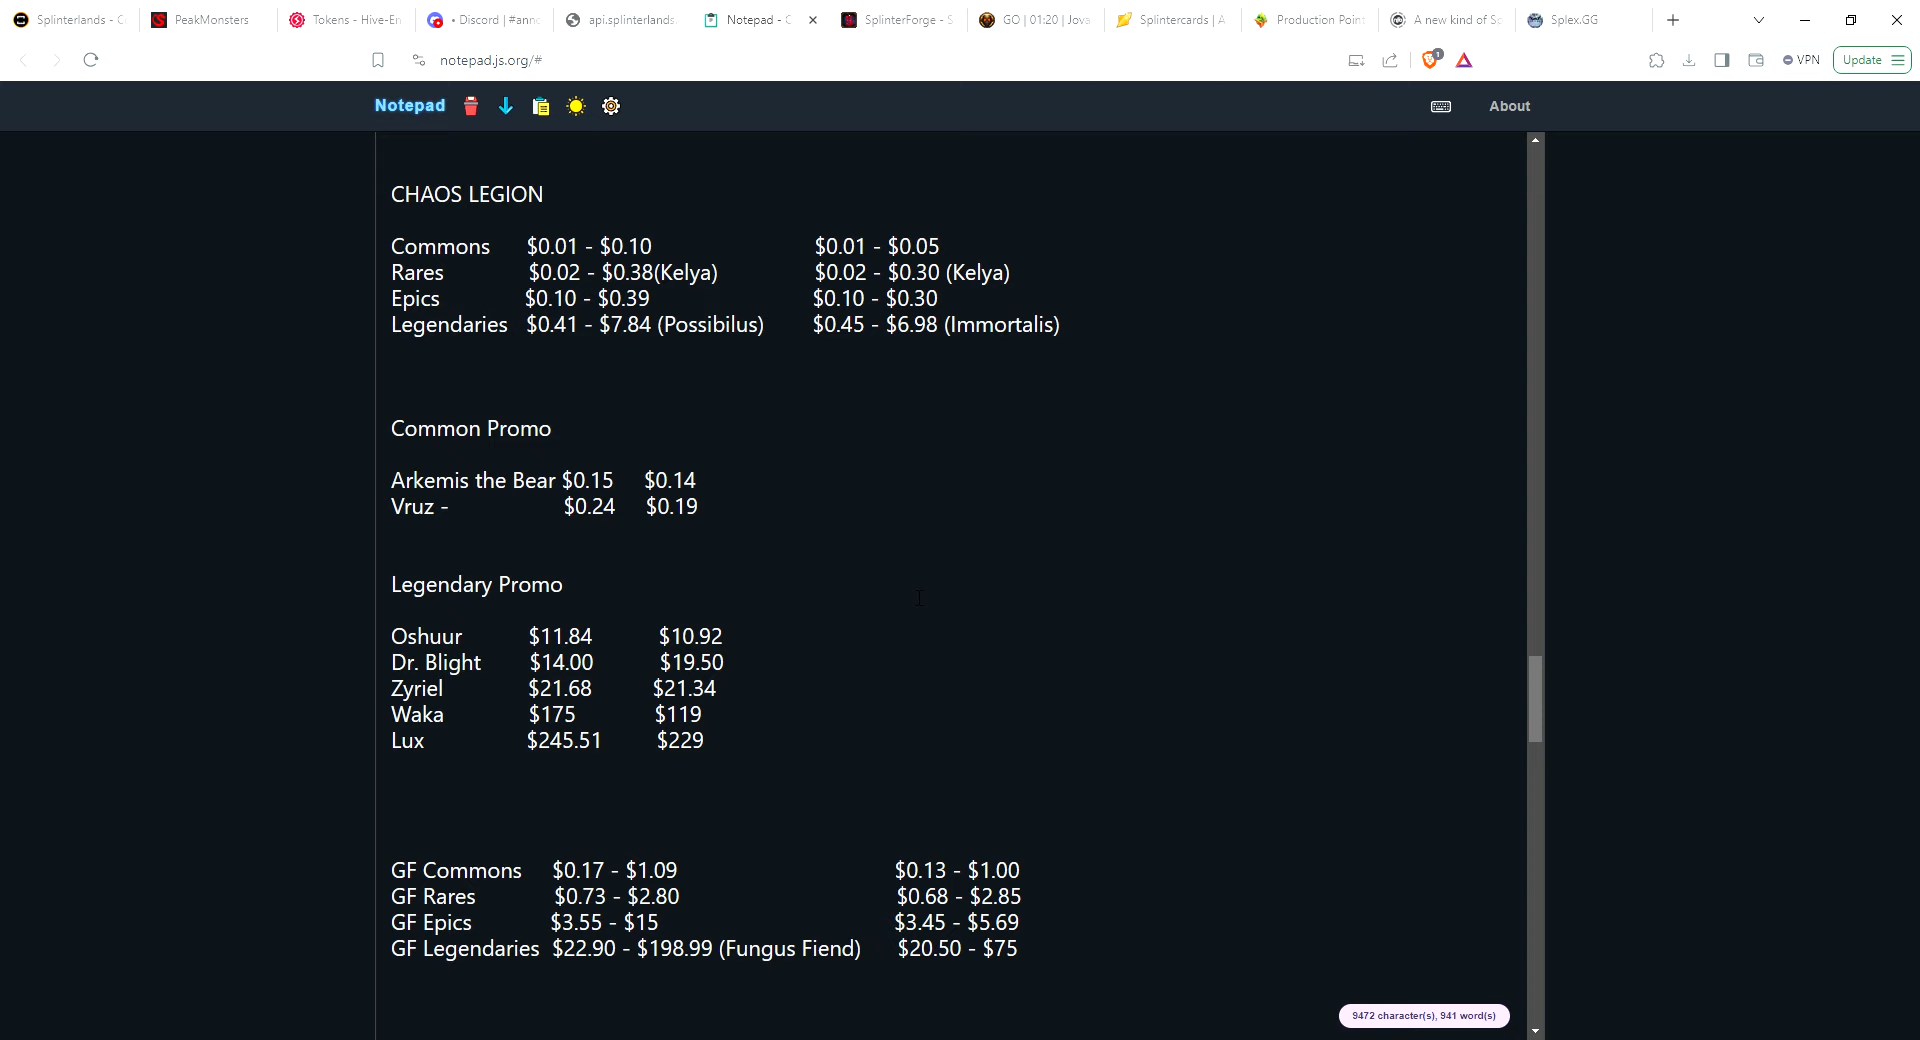 Splinterlands - C
PeakMonsters
Tokens - Hive-En
• Discord | #anno
api.splinterlands.
Notepad - C
SplinterForge - S
GO | 01:20 | Jova
Splintercards | A
Production Point
A new kind of Sp
Splex.GG
notepad.js.org/#
1
VPN
Update
Notepad
About
CHAOS LEGION
Commons $0.01 - $0.10 $0.01 - $0.05
Rares $0.02 - $0.38(Kelya) $0.02 - $0.30 (Kelya)
Epics $0.10 - $0.39 $0.10 - $0.30
Legendaries $0.41 - $7.84 (Possibilus) $0.45 - $6.98 (Immortalis)
Common Promo
Arkemis the Bear $0.15 $0.14
Vruz - $0.24 $0.19
Legendary Promo
Oshuur $11.84 $10.92
Dr. Blight $14.00 $19.50
Zyriel $21.68 $21.34
Waka $175 $119
Lux $245.51 $229
GF Commons $0.17 - $1.09 $0.13 - $1.00
GF Rares $0.73 - $2.80 $0.68 - $2.85
GF Epics $3.55 - $15 $3.45 - $5.69
GF Legendaries $22.90 - $198.99 (Fungus Fiend) $20.50 - $75
9472 character(s), 941 word(s)